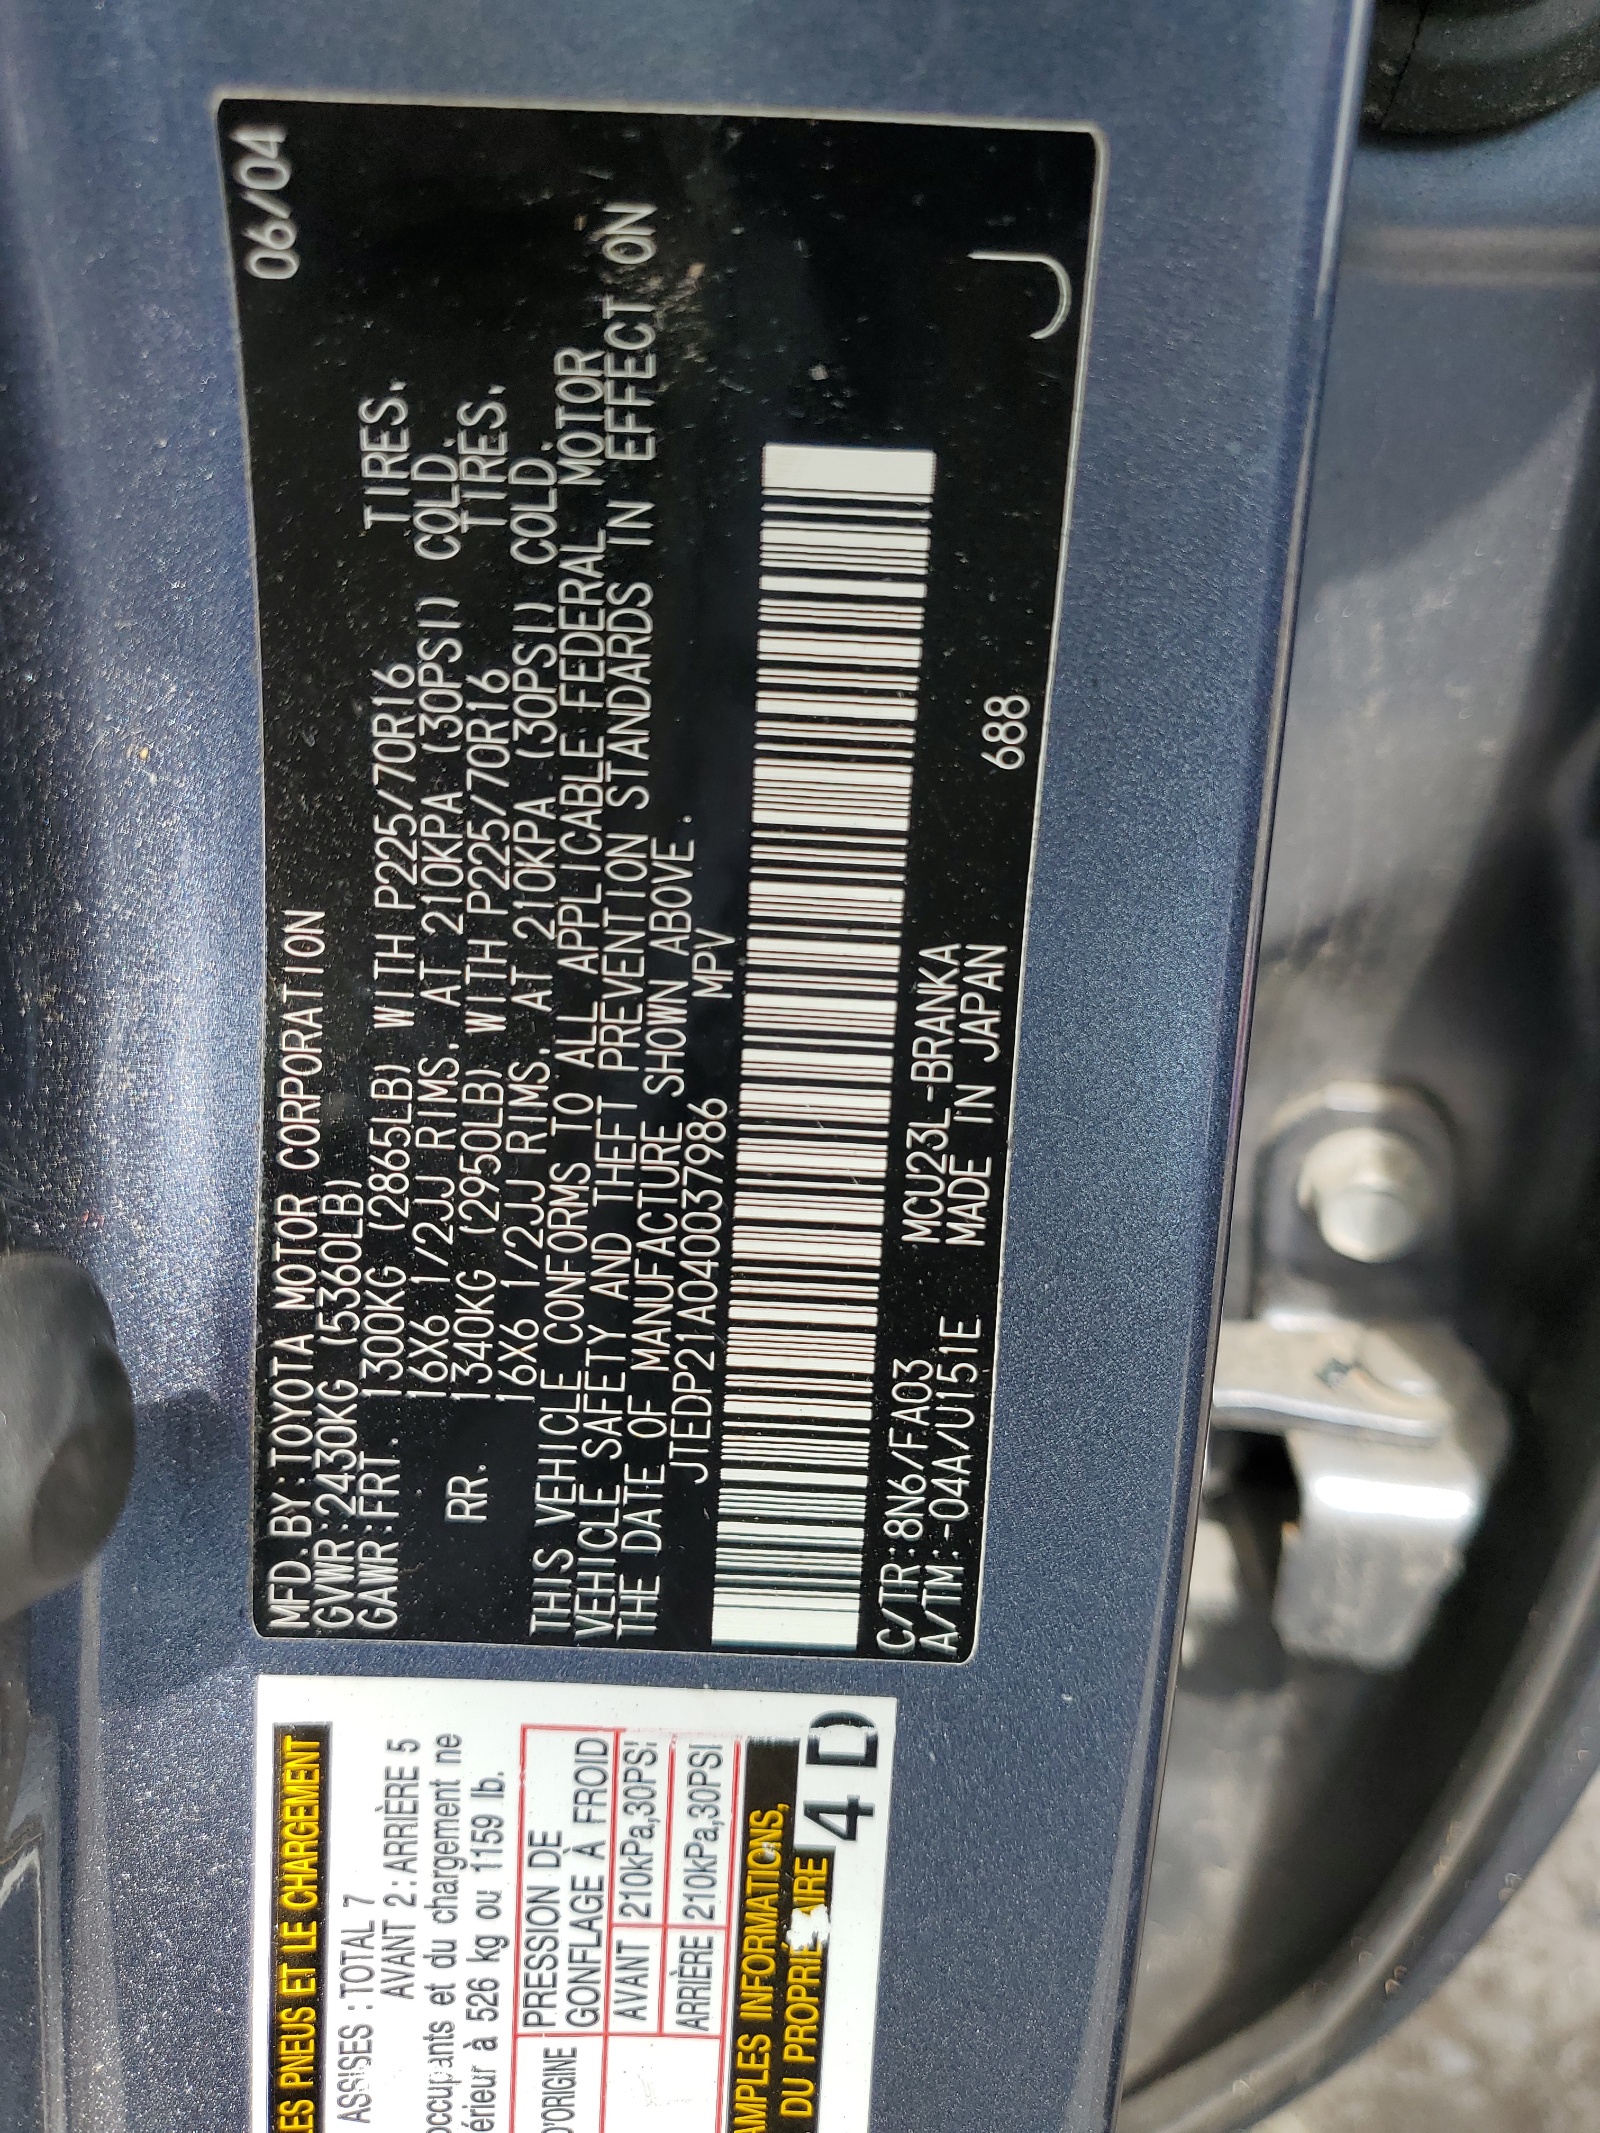 06/04
MFD.BY:TOYOTA MOTOR CORPORATION
GVWR:2430KG (5360LB)
GAWR:FRT. 1300KG (2865LB) WITH P225/70R16 TIRES.
16X6 1/2JJ RIMS. AT 210KPA (30PSI) COLD.
RR. 1340KG (2950LB) WITH P225/70R16 TIRES.
16X6 1/2JJ RIMS. AT 210KPA (30PSI) COLD.
THIS VEHICLE CONFORMS TO ALL APPLICABLE FEDERAL MOTOR
VEHICLE SAFETY AND THEFT PREVENTION STANDARDS IN EFFECT ON
THE DATE OF MANUFACTURE SHOWN ABOVE.
JTEDP21A040037986 MPV
C/TR:8N6/FA03 MCU23L-BRANKA
A/TM:-04A/U151E MADE IN JAPAN 688
J
LES PNEUS ET LE CHARGEMENT
ASSISES : TOTAL 7
AVANT 2:ARRIÈRE 5
occupants et du chargement ne
érieur à 526 kg ou 1159 lb.
D'ORIGINE PRESSION DE
GONFLAGE À FROID
AVANT 210kPa,30PSI
ARRIÈRE 210kPa,30PSI
AMPLES INFORMATIONS,
DU PROPRIE AIRE
4D